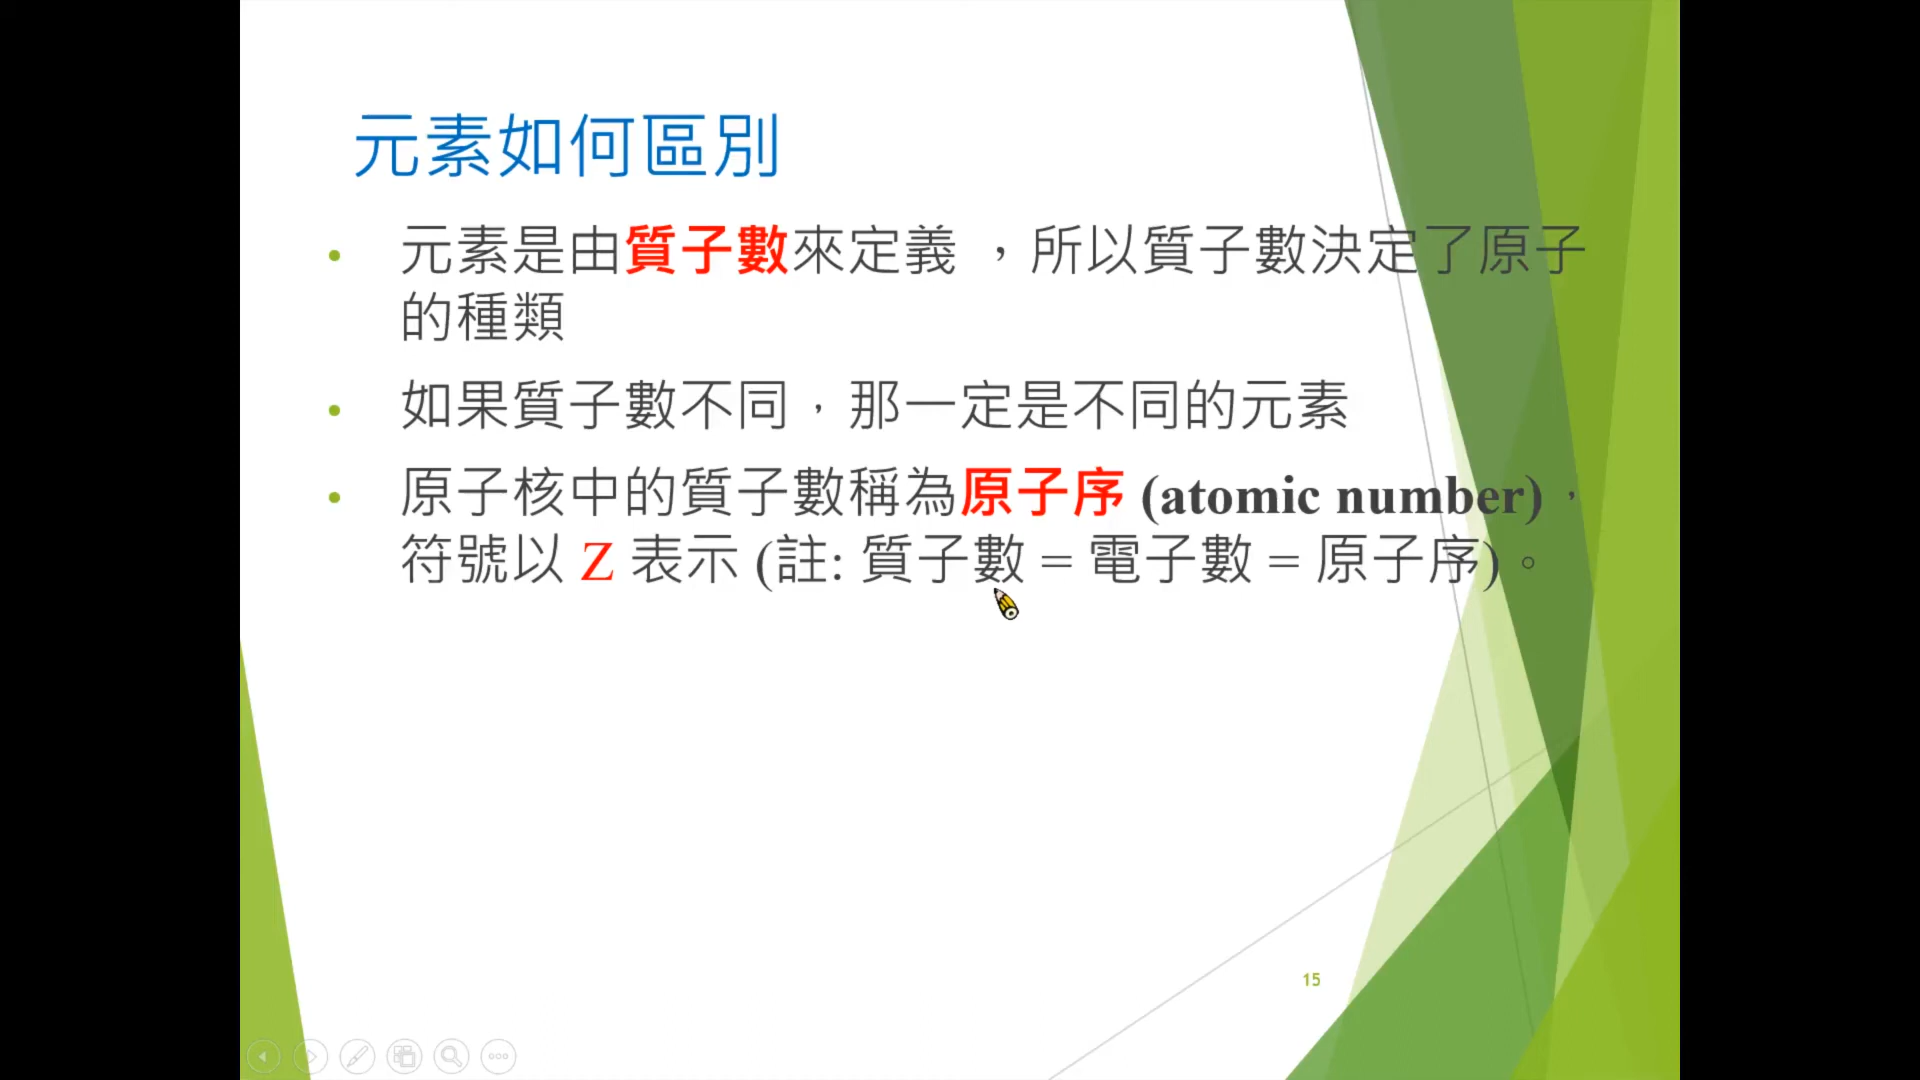 元素如何區別
• 元素是由質子數來定義 ，所以質子數決定了原子
的種類
• 如果質子數不同，那一定是不同的元素
• 原子核中的質子數稱為原子序 (atomic number)，
符號以 Z 表示 (註: 質子數 = 電子數 = 原子序)。
15